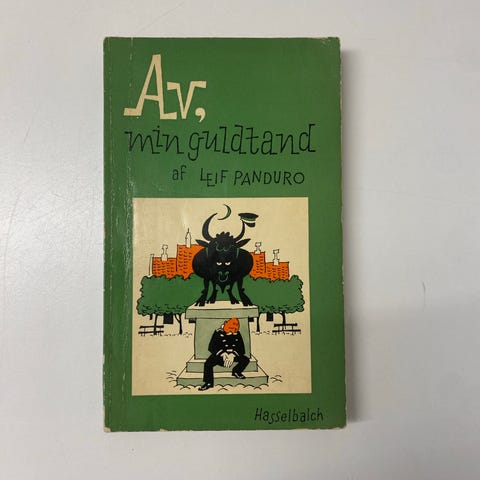 Av,
min guldtand
af LEIF PANDURO
Hasselbalch